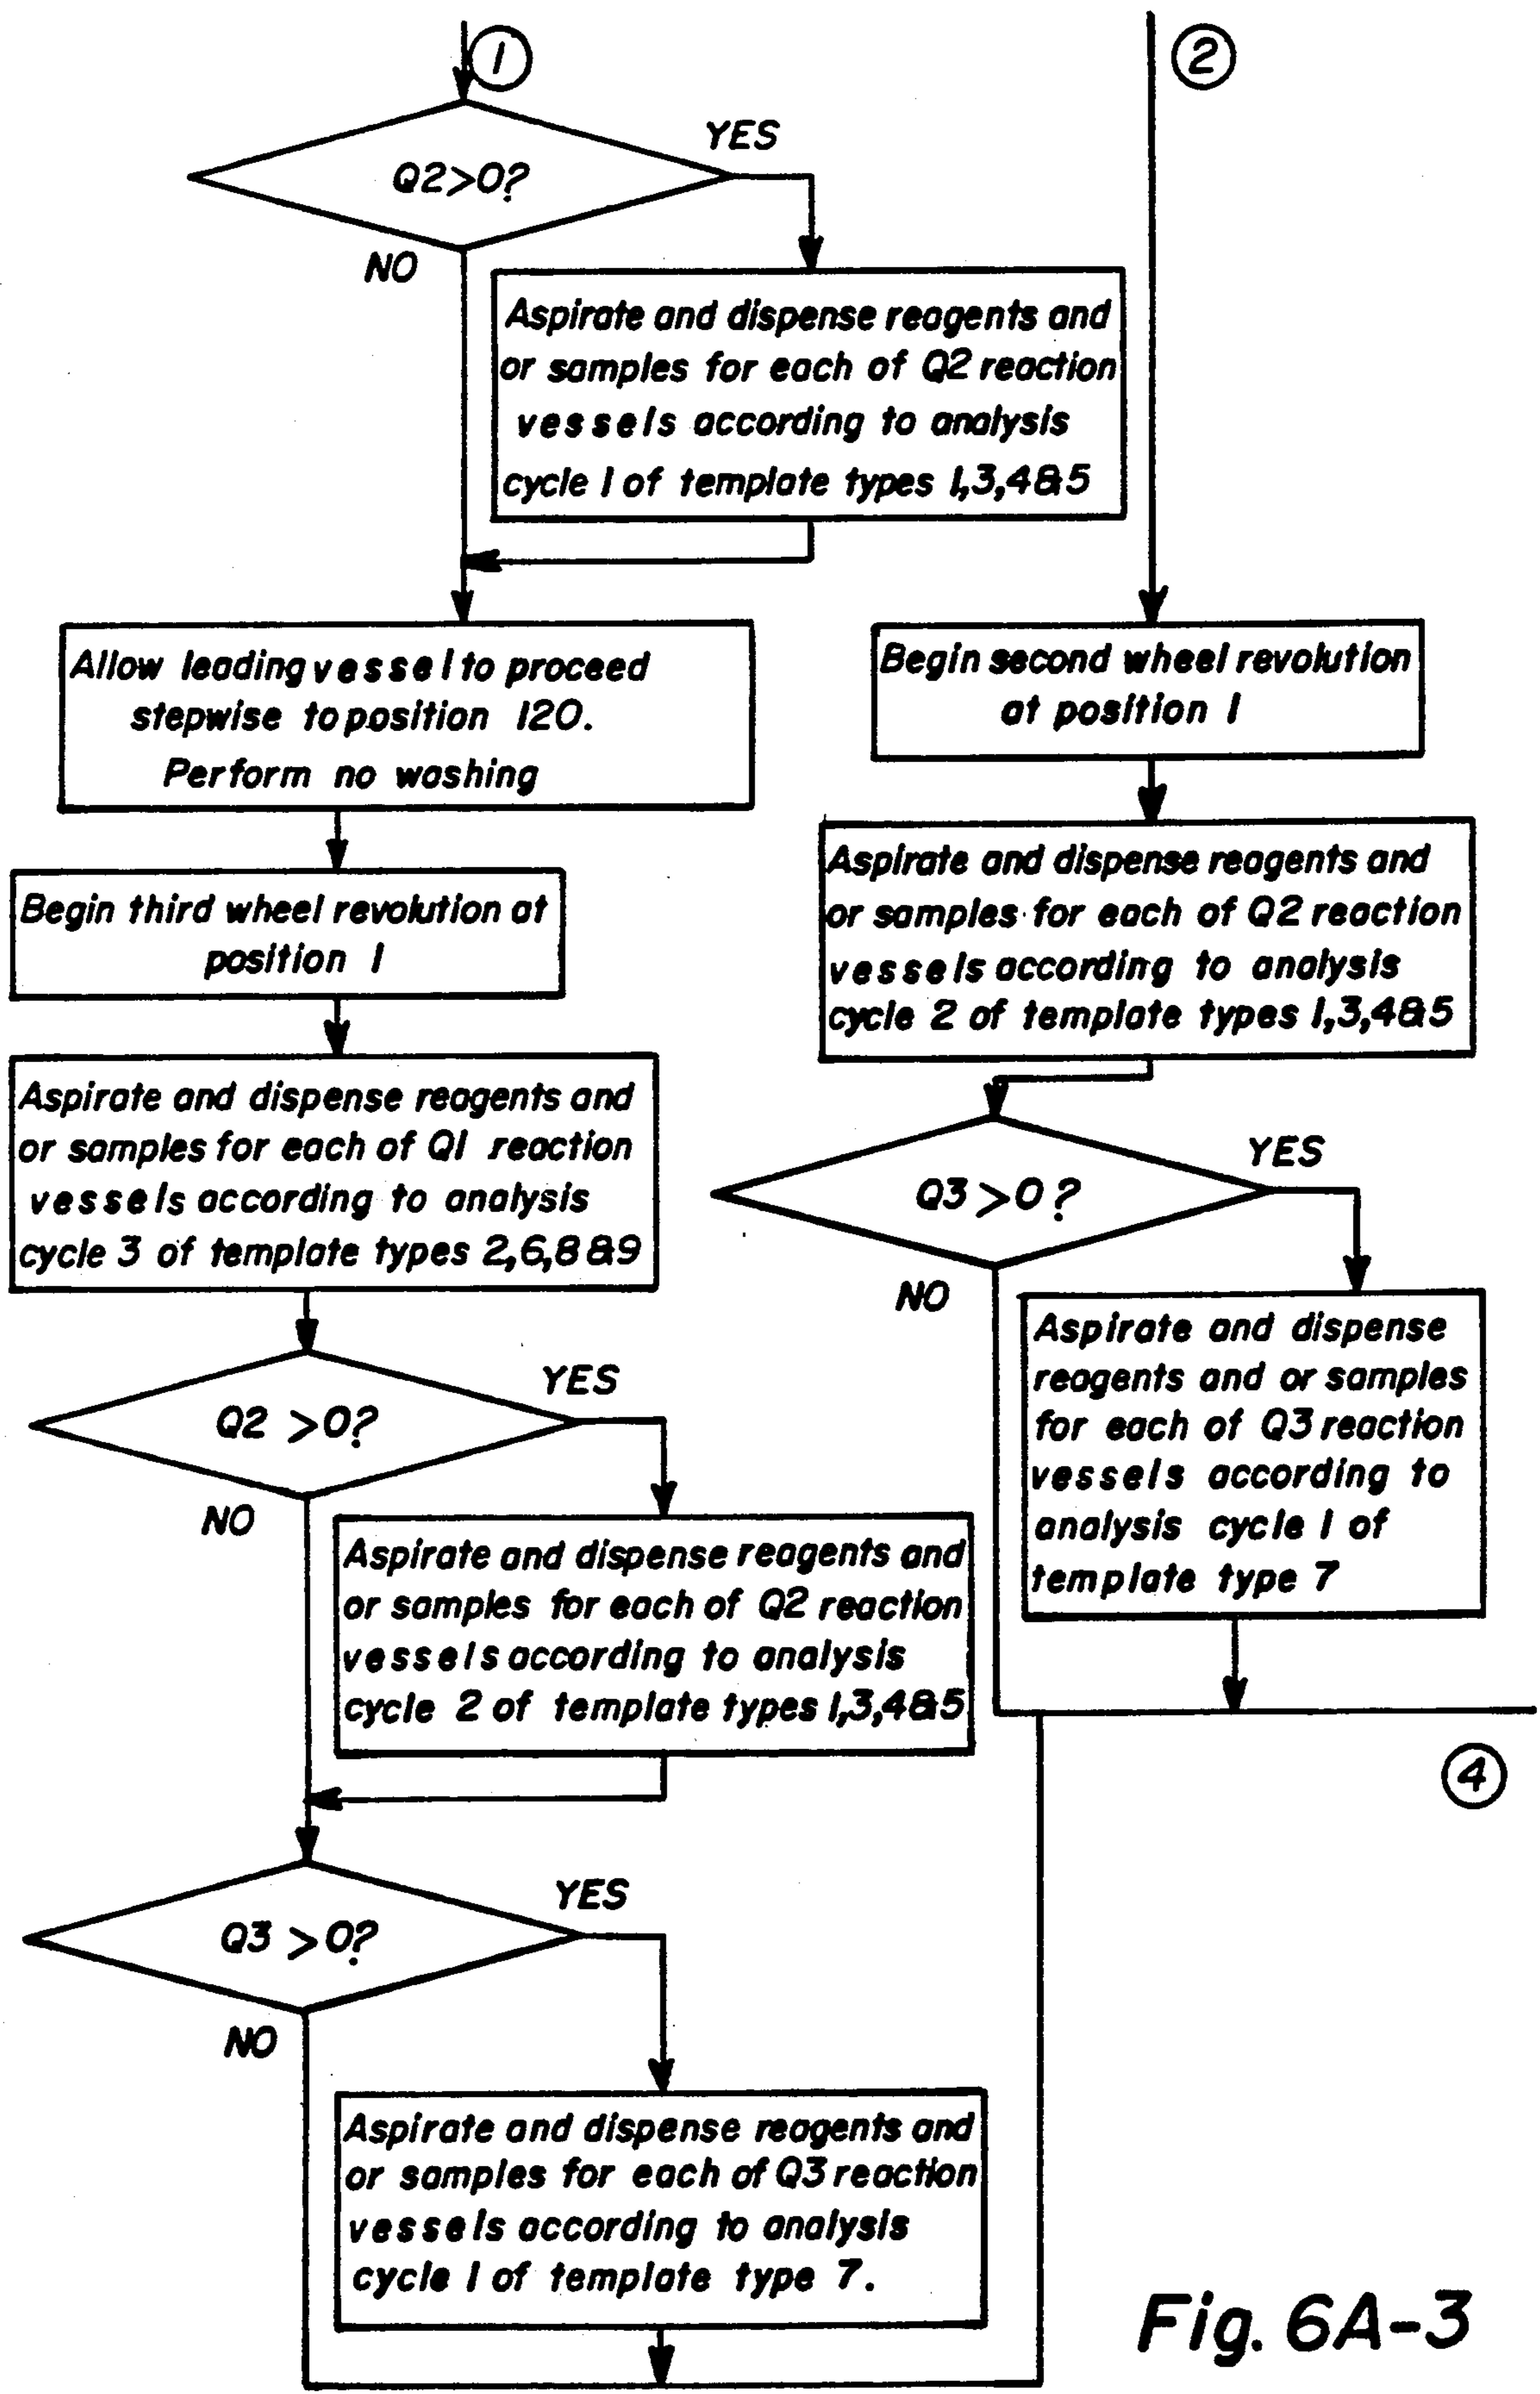 1
2
Q2>0?
YES
NO
Aspirate and dispense reagents and
or samples for each of Q2 reaction
vessels according to analysis
cycle 1 of template types 1,3,4&5
Allow leading vessel to proceed
stepwise to position 120.
Perform no washing
Begin third wheel revolution at
position 1
Aspirate and dispense reagents and
or samples for each of Q1 reaction
vessels according to analysis
cycle 3 of template types 2,6,8&9
Q2 >0?
YES
NO
Aspirate and dispense reagents and
or samples for each of Q2 reaction
vessels according to analysis
cycle 2 of template types 1,3,4&5
Q3 >0?
YES
NO
Aspirate and dispense reagents and
or samples for each of Q3 reaction
vessels according to analysis
cycle 1 of template type 7.
Begin second wheel revolution
at position 1
Aspirate and dispense reagents and
or samples for each of Q2 reaction
vessels according to analysis
cycle 2 of template types 1,3,4&5
Q3 >0?
YES
NO
Aspirate and dispense
reagents and or samples
for each of Q3 reaction
vessels according to
analysis cycle 1 of
template type 7
4
Fig. 6A-3